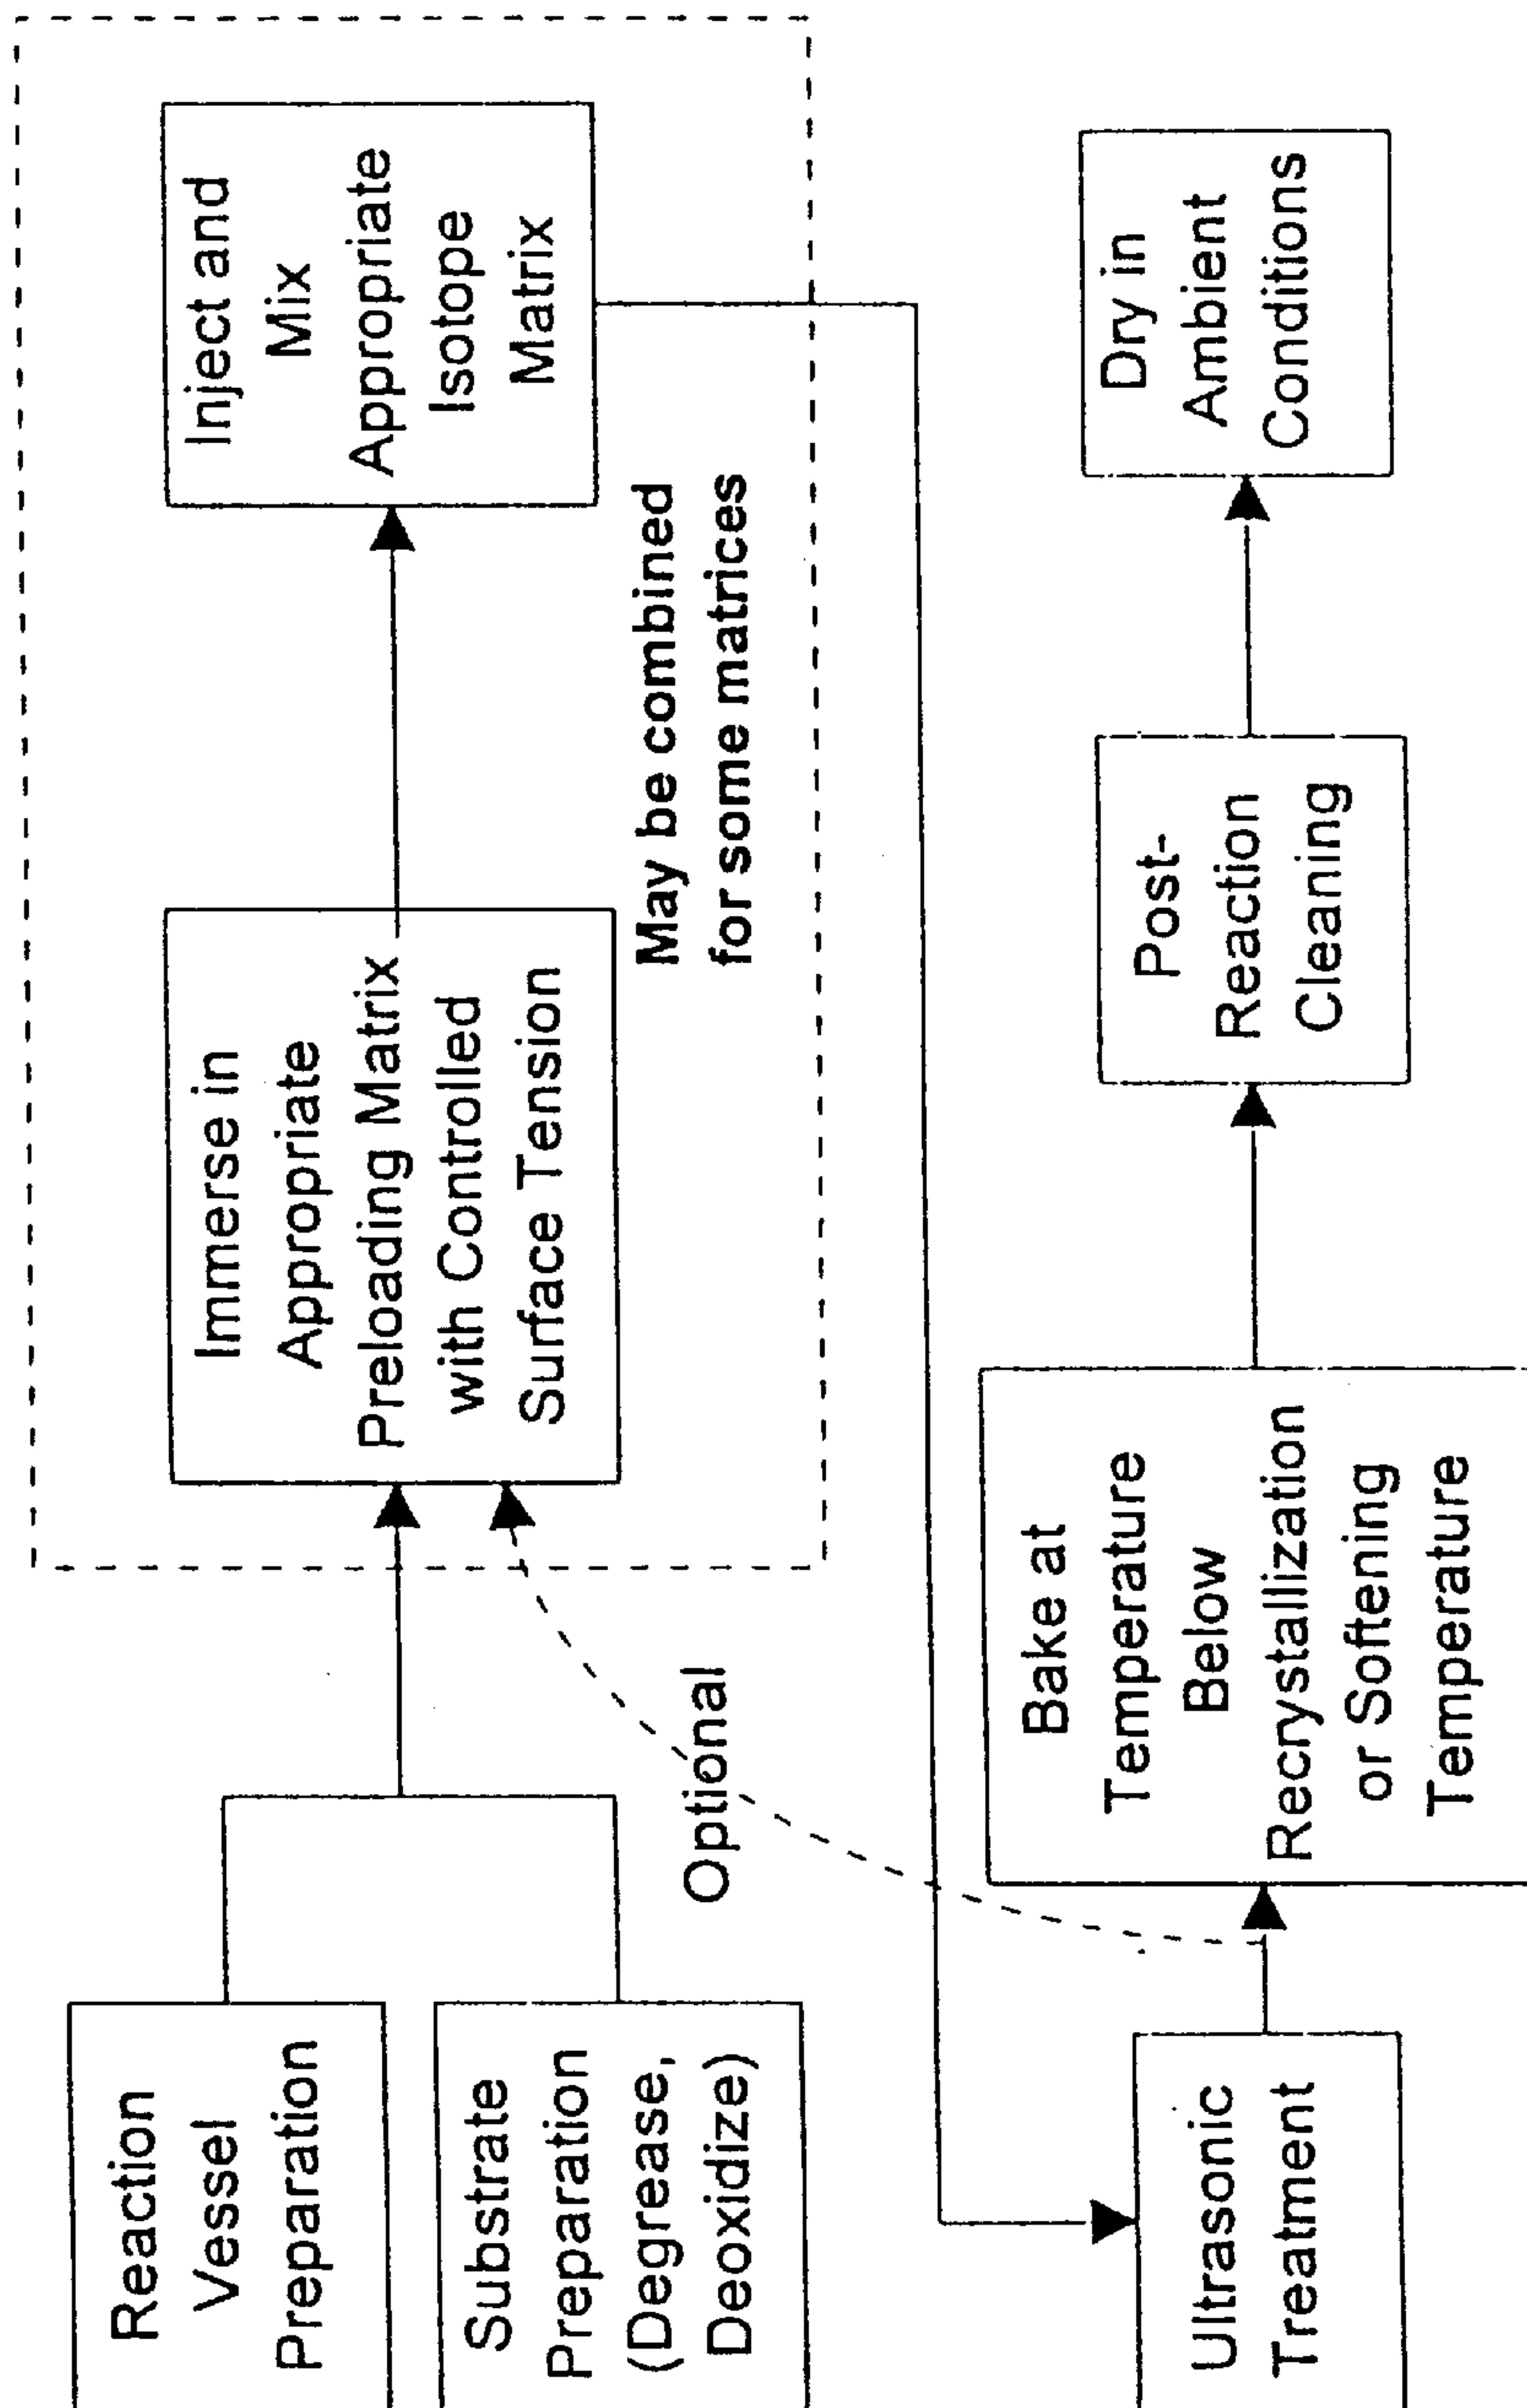 Reaction
Vessel
Preparation
Substrate
Preparation
(Degrease,
Deoxidize)
Immerse in
Appropriate
Preloading Matrix
with Controlled
Surface Tension
Inject and
Mix
Appropriate
Isotope
Matrix
May be combined
for some matrices
Optional
Ultrasonic
Treatment
Bake at
Temperature
Below
Recrystallization
or Softening
Temperature
Post-
Reaction
Cleaning
Dry in
Ambient
Conditions